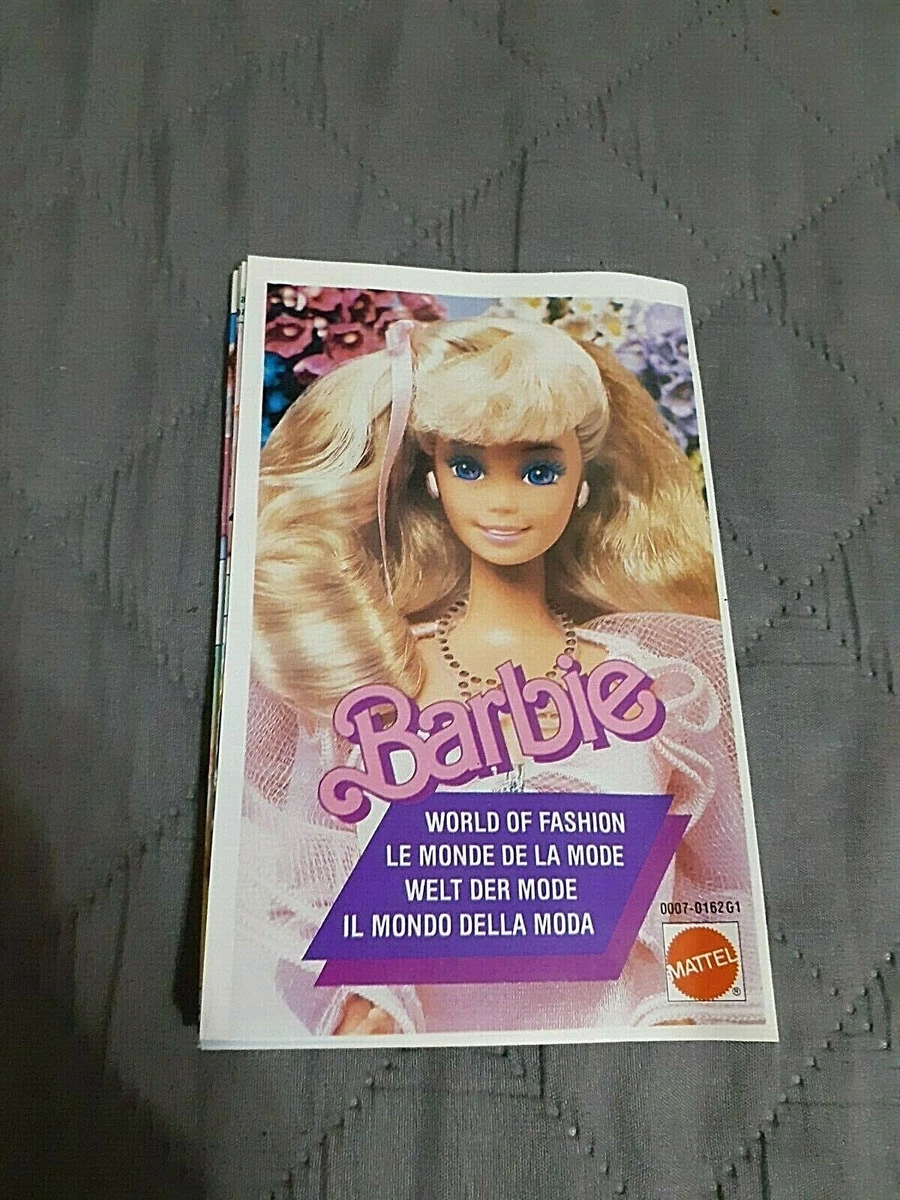 Barbie
WORLD OF FASHION
LE MONDE DE LA MODE
WELT DER MODE
IL MONDO DELLA MODA
0007-0162G1
MATTEL
®